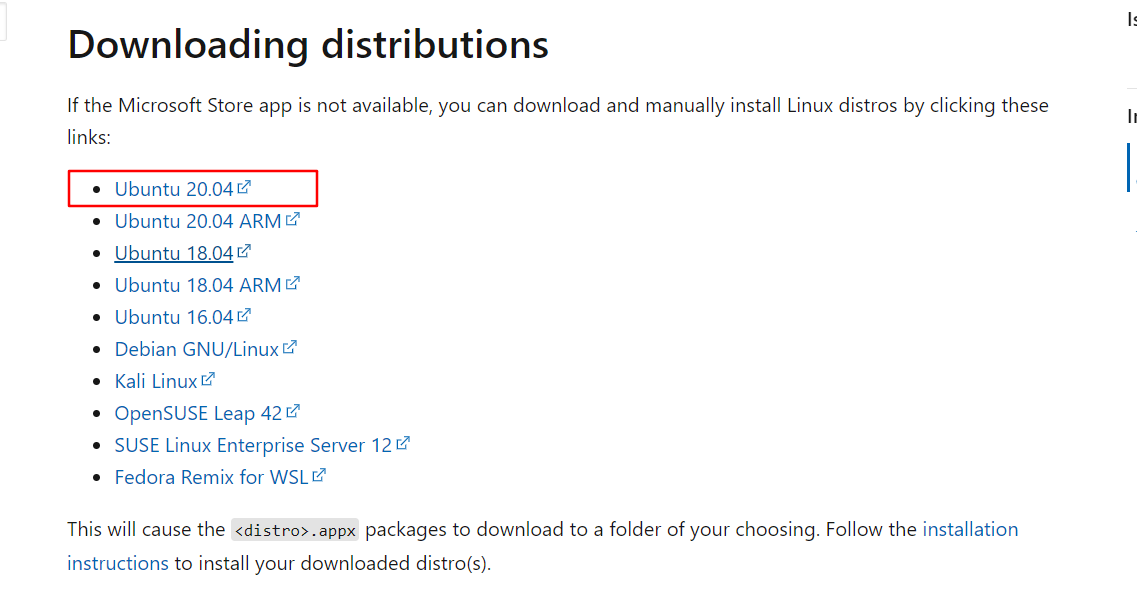 Downloading distributions
If the Microsoft Store app is not available, you can download and manually install Linux distros by clicking these
links:
Ubuntu 20.04
Ubuntu 20.04 ARM
Ubuntu 18.04
Ubuntu 18.04 ARM
Ubuntu 16.04
Debian GNU/Linux
Kali Linux
OpenSUSE Leap 42
SUSE Linux Enterprise Server 12
Fedora Remix for WSL
This will cause the <distro>.appx packages to download to a folder of your choosing. Follow the installation
instructions to install your downloaded distro(s).